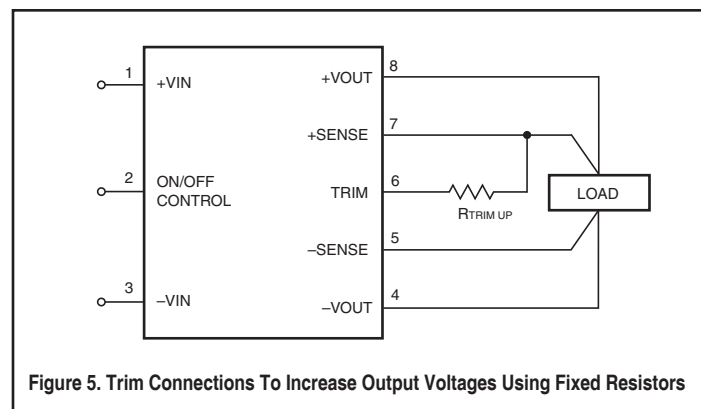 1
+VIN
2
ON/OFF
CONTROL
3
–VIN
+VOUT
8
+SENSE
7
TRIM
6
RTRIM UP
–SENSE
5
–VOUT
4
LOAD
Figure 5. Trim Connections To Increase Output Voltages Using Fixed Resistors